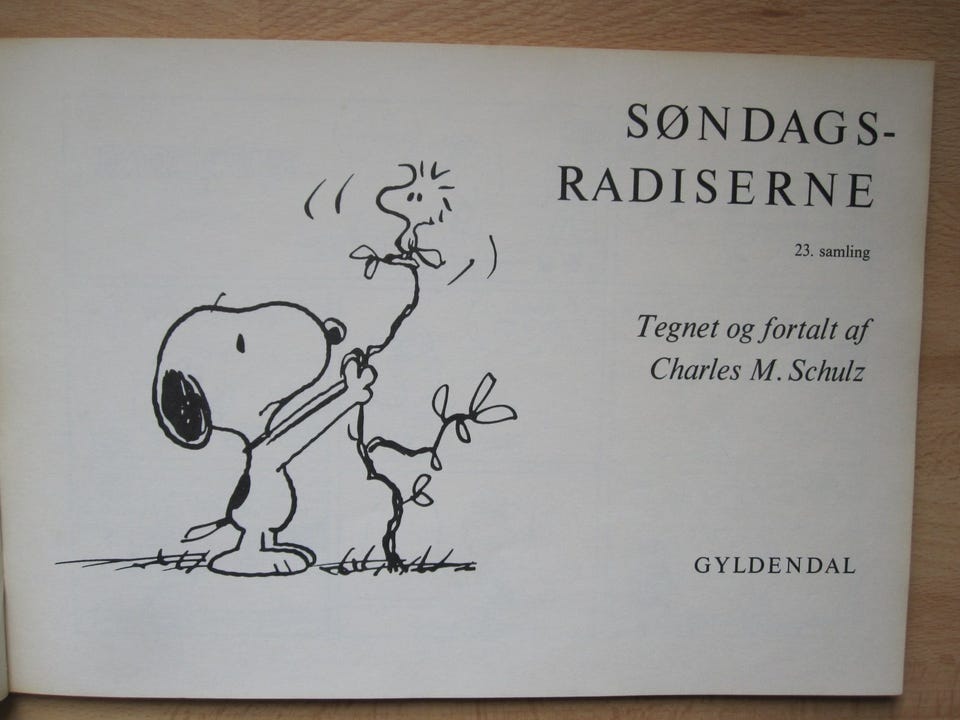 SØNDAGS-
RADISERNE
23. samling
Tegnet og fortalt af
Charles M. Schulz
GYLDENDAL